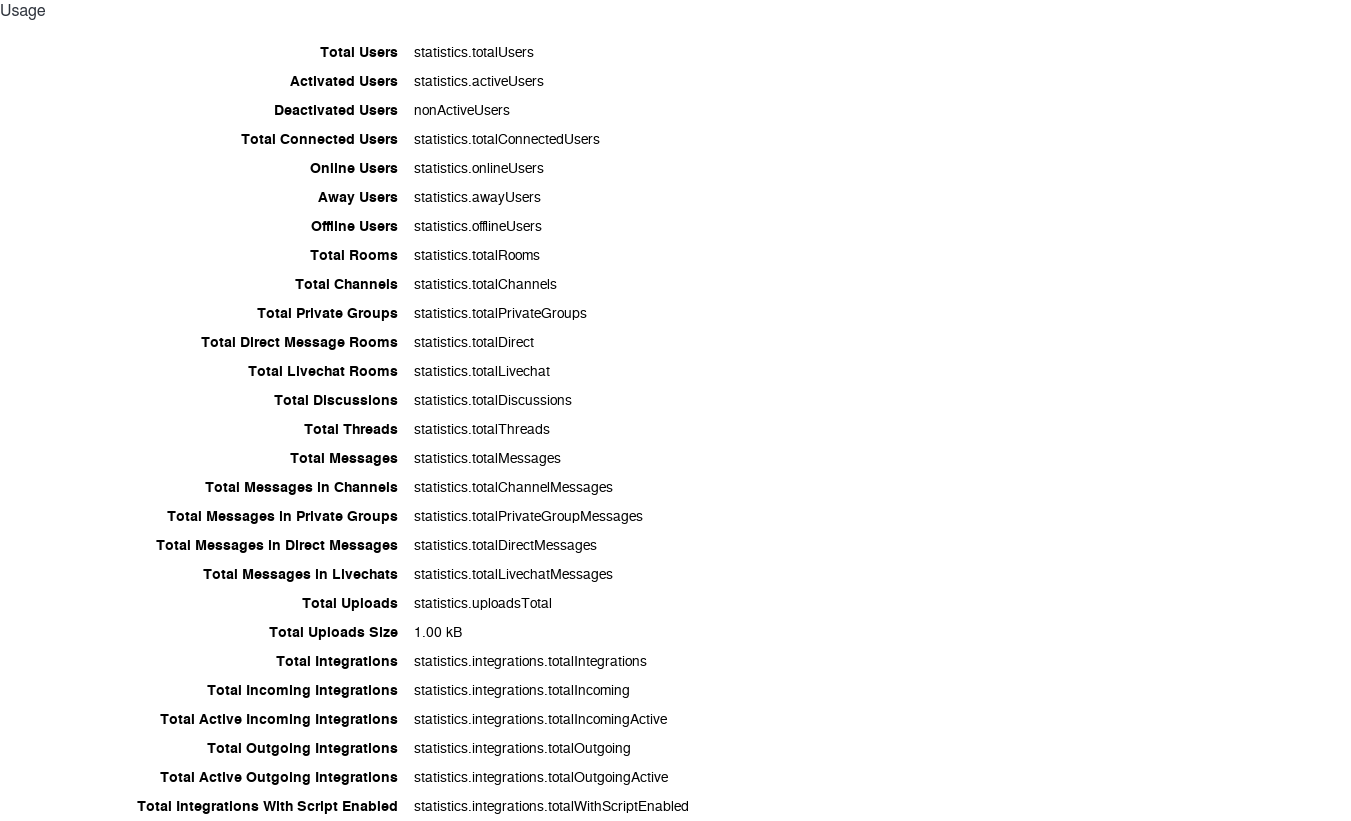 Usage
Total Users statistics.totalUsers
Activated Users statistics.activeUsers
Deactivated Users nonActiveUsers
Total Connected Users statistics.totalConnectedUsers
Online Users statistics.onlineUsers
Away Users statistics.awayUsers
Offline Users statistics.offlineUsers
Total Rooms statistics.totalRooms
Total Channels statistics.totalChannels
Total Private Groups statistics.totalPrivateGroups
Total Direct Message Rooms statistics.totalDirect
Total Livechat Rooms statistics.totalLivechat
Total Discussions statistics.totalDiscussions
Total Threads statistics.totalThreads
Total Messages statistics.totalMessages
Total Messages in Channels statistics.totalChannelMessages
Total Messages in Private Groups statistics.totalPrivateGroupMessages
Total Messages in Direct Messages statistics.totalDirectMessages
Total Messages in Livechats statistics.totalLivechatMessages
Total Uploads statistics.uploadsTotal
Total Uploads Size 1.00 kB
Total Integrations statistics.integrations.totalIntegrations
Total Incoming Integrations statistics.integrations.totalIncoming
Total Active Incoming Integrations statistics.integrations.totalIncomingActive
Total Outgoing Integrations statistics.integrations.totalOutgoing
Total Active Outgoing Integrations statistics.integrations.totalOutgoingActive
Total Integrations With Script Enabled statistics.integrations.totalWithScriptEnabled